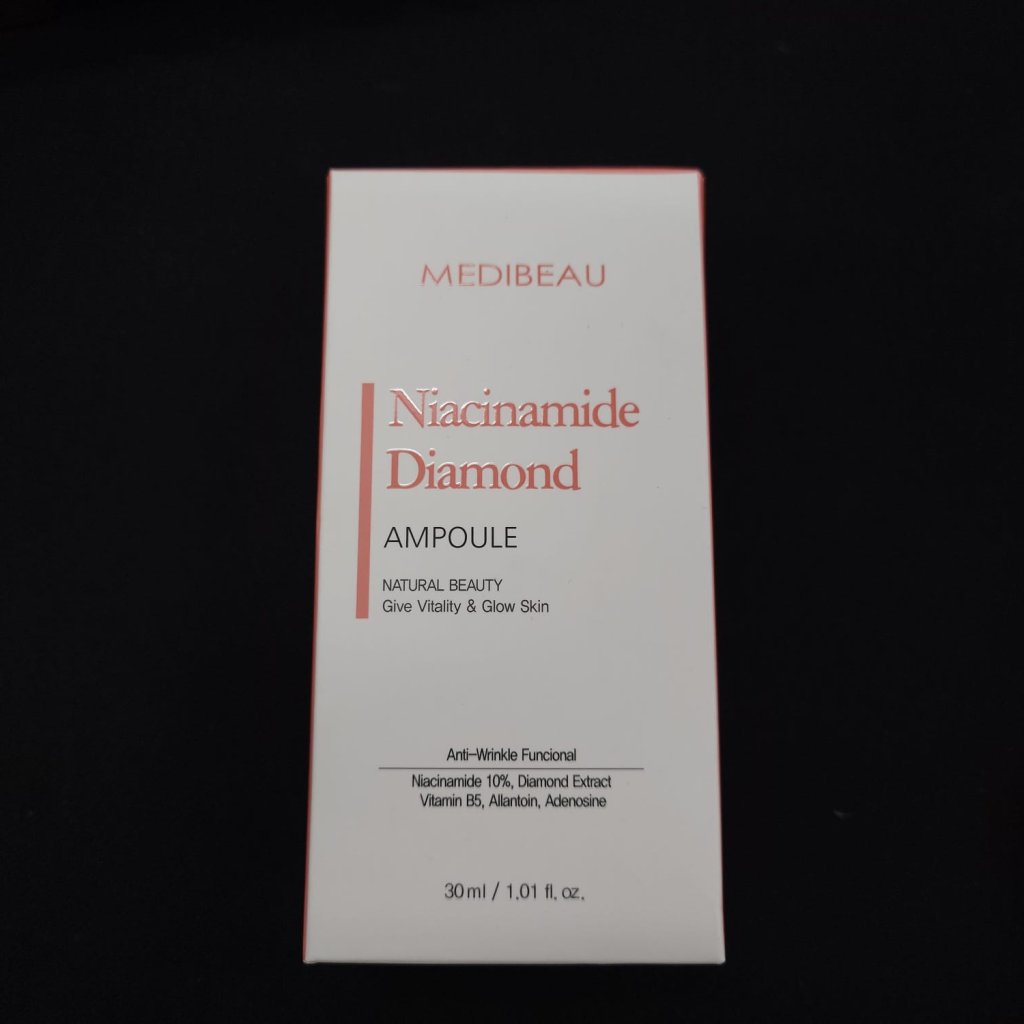 MEDIBEAU
Niacinamide
Diamond
AMPOULE
NATURAL BEAUTY
Give Vitality & Glow Skin
Anti-Wrinkle Funcional
Niacinamide 10%, Diamond Extract
Vitamin B5, Allantoin, Adenosine
30ml / 1.01 fl. oz.